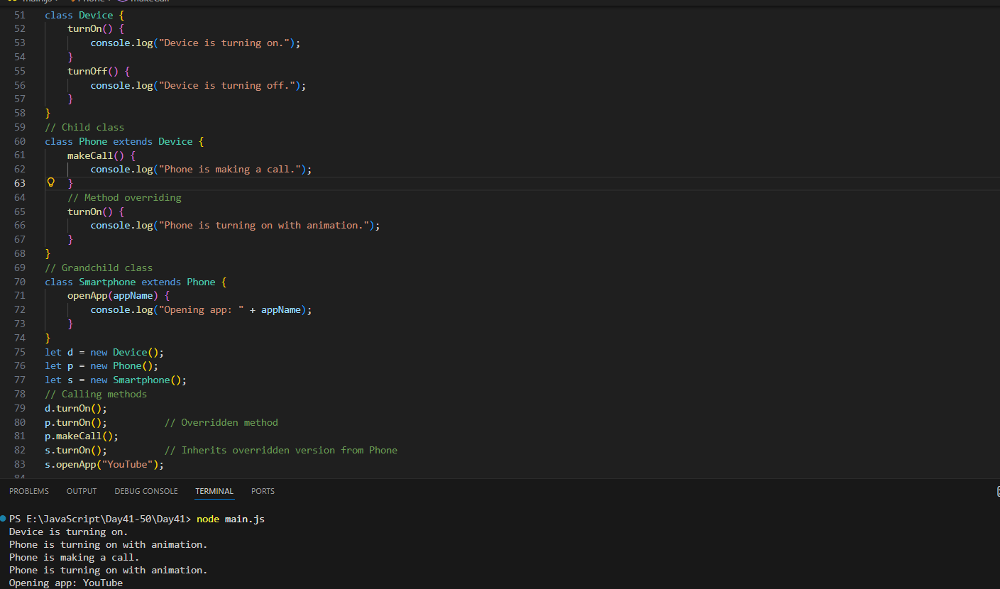 51 class Device {
52     turnOn() {
53         console.log("Device is turning on.");
54     }
55     turnOff() {
56         console.log("Device is turning off.");
57     }
58 }
59 // Child class
60 class Phone extends Device {
61     makeCall() {
62         console.log("Phone is making a call.");
63     }
64     // Method overriding
65     turnOn() {
66         console.log("Phone is turning on with animation.");
67     }
68 }
69 // Grandchild class
70 class Smartphone extends Phone {
71     openApp(appName) {
72         console.log("Opening app: " + appName);
73     }
74 }
75 let d = new Device();
76 let p = new Phone();
77 let s = new Smartphone();
78 // Calling methods
79 d.turnOn();
80 p.turnOn();          // Overridden method
81 p.makeCall();
82 s.turnOn();          // Inherits overridden version from Phone
83 s.openApp("YouTube");
PROBLEMS OUTPUT DEBUG CONSOLE TERMINAL PORTS
PS E:\JavaScript\Day41-50\Day41> node main.js
Device is turning on.
Phone is turning on with animation.
Phone is making a call.
Phone is turning on with animation.
Opening app: YouTube